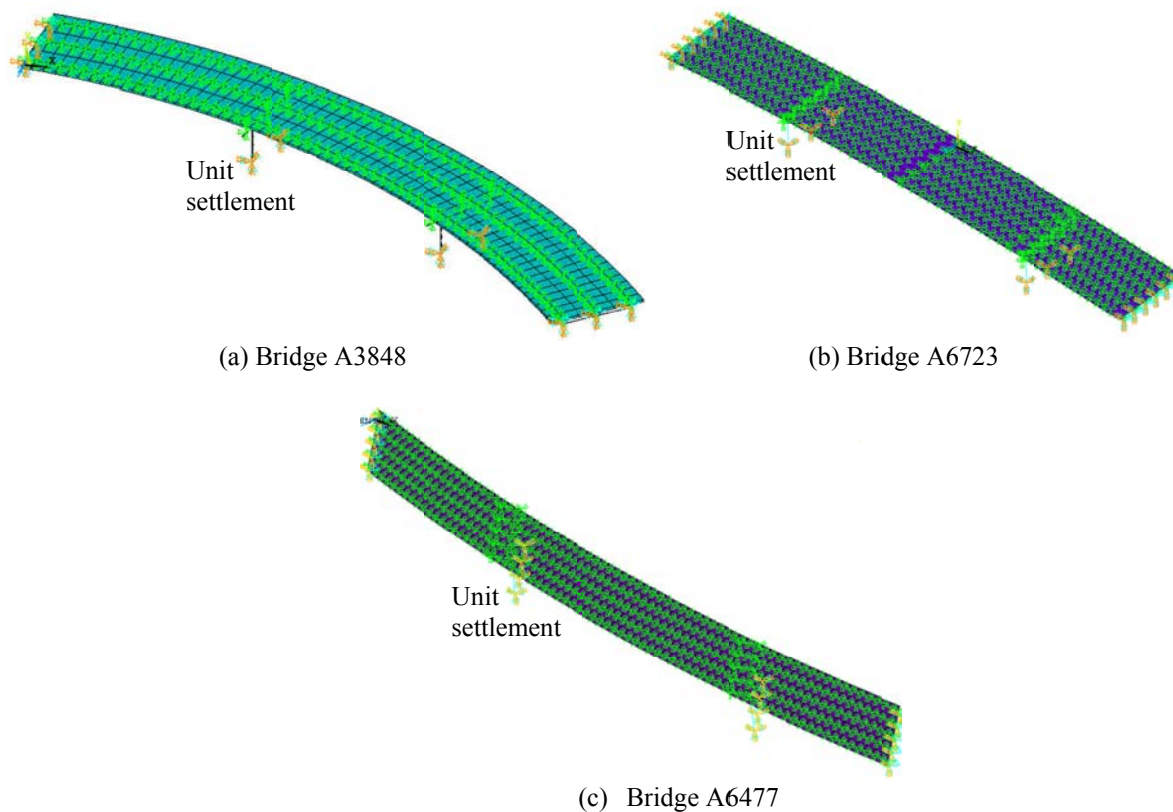 Unit
settlement
Unit
settlement
(a) Bridge A3848
(b) Bridge A6723
Unit
settlement
(c) Bridge A6477